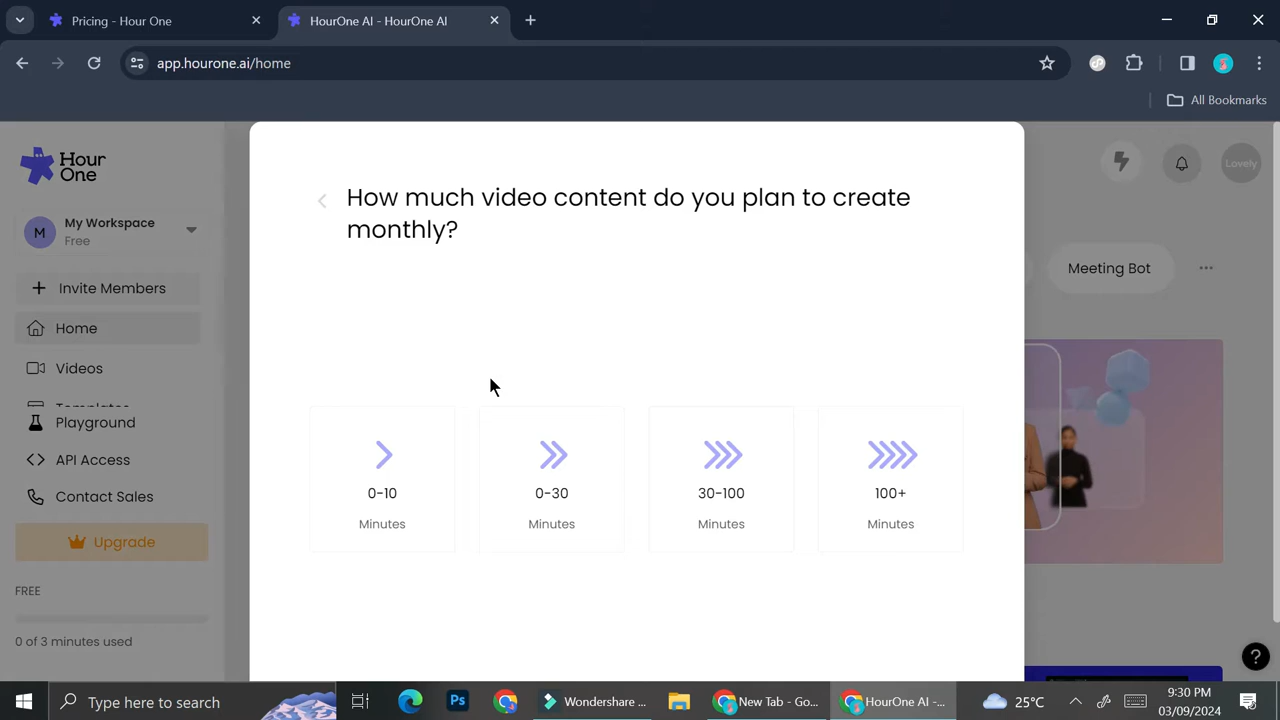 Pricing - Hour One
HourOne AI - HourOne AI
app.hourone.ai/home
All Bookmarks
Hour
One
Lovely
M
My Workspace
Free
Invite Members
Home
Videos
Templates
Playground
API Access
Contact Sales
Upgrade
FREE
0 of 3 minutes used
How much video content do you plan to create
monthly?
0-10
Minutes
0-30
Minutes
30-100
Minutes
100+
Minutes
Meeting Bot
?
Type here to search
Ps
Wondershare ...
New Tab - Go...
HourOne AI -...
25°C
9:30 PM
03/09/2024